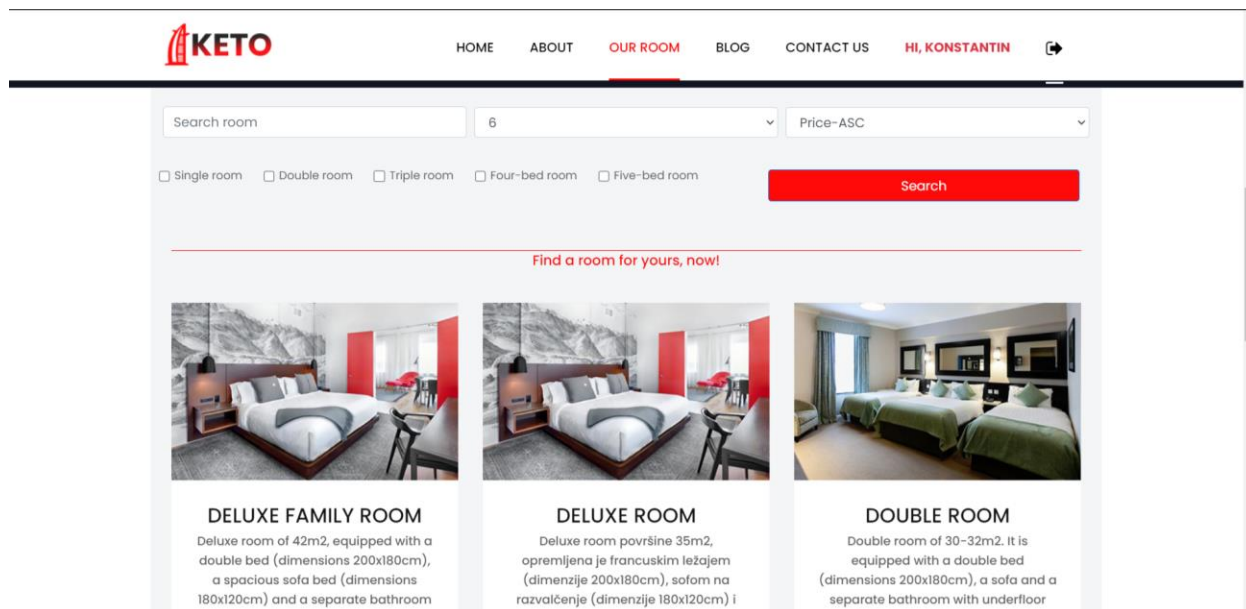 KETO
HOME ABOUT OUR ROOM BLOG CONTACT US HI, KONSTANTIN
Search room 6 Price-ASC
Single room Double room Triple room Four-bed room Five-bed room
Search
Find a room for yours, now!
DELUXE FAMILY ROOM
Deluxe room of 42m2, equipped with a
double bed (dimensions 200x180cm),
a spacious sofa bed (dimensions
180x120cm) and a separate bathroom
DELUXE ROOM
Deluxe room površine 35m2,
opremljena je francuskim ležajem
(dimenzije 200x180cm), sofom na
razvalčenje (dimenzije 180x120cm) i
DOUBLE ROOM
Double room of 30-32m2. It is
equipped with a double bed
(dimensions 200x180cm), a sofa and a
separate bathroom with underfloor